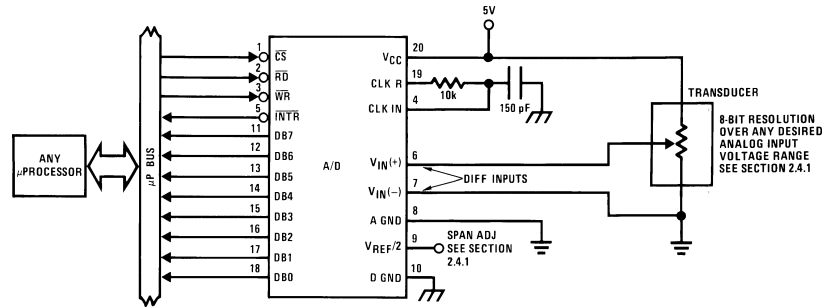 5V
1 CS
2 RD
3 WR
5 INTR
11 DB7
12 DB6
13 DB5
14 DB4
15 DB3
16 DB2
17 DB1
18 DB0
ANY
µPROCESSOR
µP BUS
A/D
VCC 20
CLK R 19
10k
CLK IN 4
150 pF
VIN(+) 6
DIFF INPUTS
VIN(−) 7
A GND 8
VREF/2 9
SPAN ADJ
SEE SECTION
2.4.1
D GND 10
TRANSDUCER
8-BIT RESOLUTION
OVER ANY DESIRED
ANALOG INPUT
VOLTAGE RANGE
SEE SECTION 2.4.1